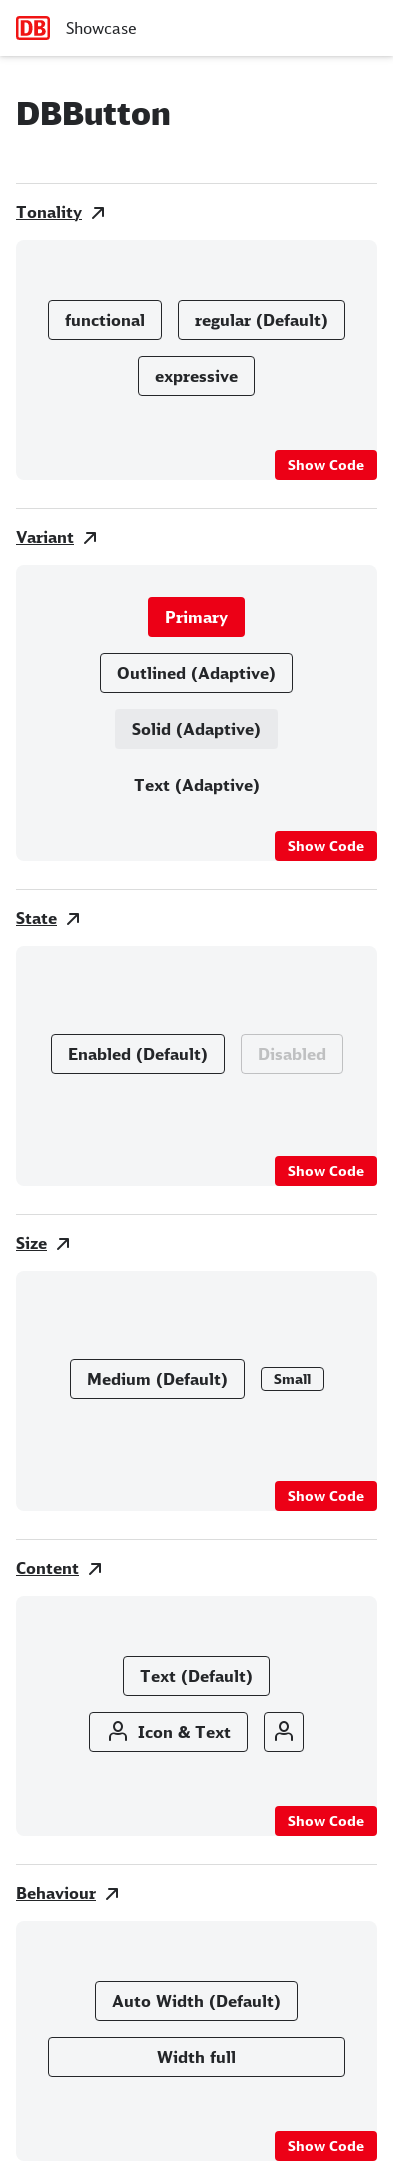 DB Showcase
DBButton
Tonality
functional regular (Default)
expressive
Show Code
Variant
Primary
Outlined (Adaptive)
Solid (Adaptive)
Text (Adaptive)
Show Code
State
Enabled (Default) Disabled
Show Code
Size
Medium (Default) Small
Show Code
Content
Text (Default)
Icon & Text
Show Code
Behaviour
Auto Width (Default)
Width full
Show Code